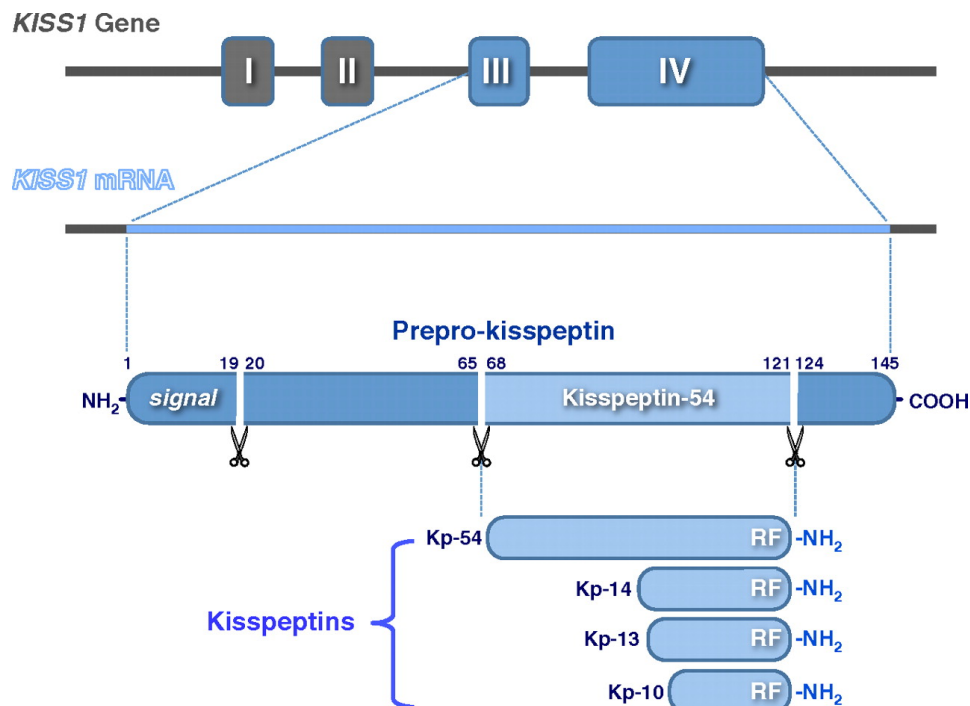 KISS1 Gene
I II III IV
KISS1 mRNA
Prepro-kisspeptin
1 19 20 65 68 121 124 145
NH2- signal Kisspeptin-54 -COOH
Kp-54 RF -NH2
Kp-14 RF -NH2
Kisspeptins
Kp-13 RF -NH2
Kp-10 RF -NH2